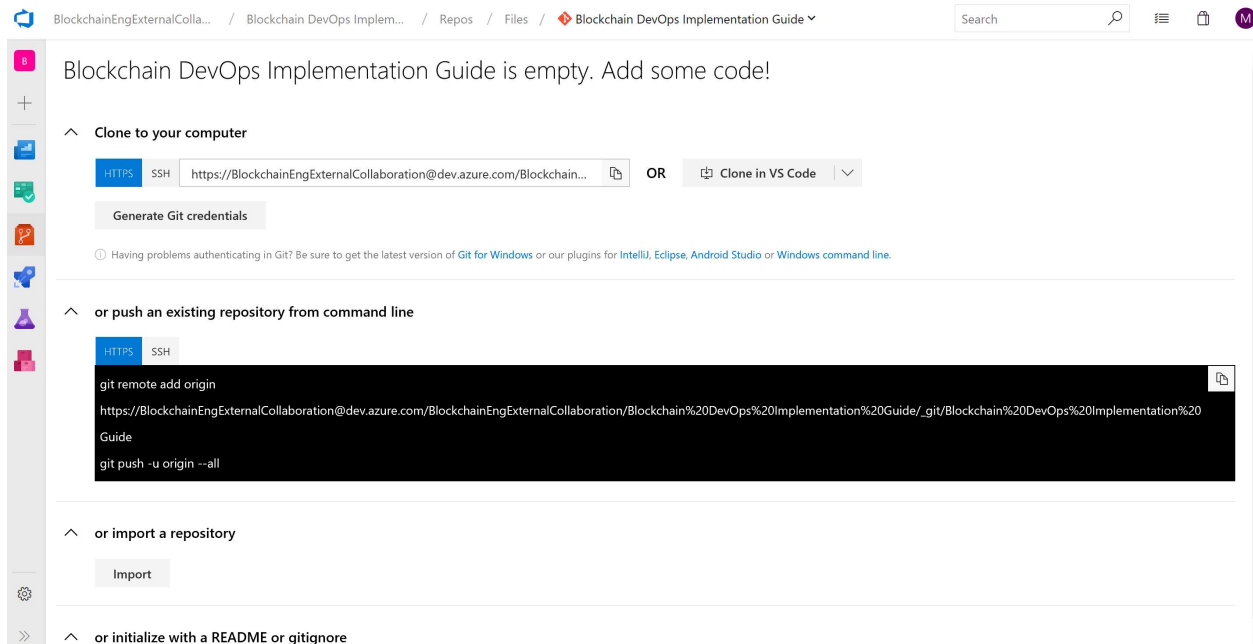 BlockchainEngExternalColla... / Blockchain DevOps Implem... / Repos / Files / Blockchain DevOps Implementation Guide
Search
M
B
Blockchain DevOps Implementation Guide is empty. Add some code!
Clone to your computer
HTTPS SSH https://BlockchainEngExternalCollaboration@dev.azure.com/Blockchain... OR Clone in VS Code
Generate Git credentials
Having problems authenticating in Git? Be sure to get the latest version of Git for Windows or our plugins for IntelliJ, Eclipse, Android Studio or Windows command line.
or push an existing repository from command line
HTTPS SSH
git remote add origin
https://BlockchainEngExternalCollaboration@dev.azure.com/BlockchainEngExternalCollaboration/Blockchain%20DevOps%20Implementation%20Guide/_git/Blockchain%20DevOps%20Implementation%20
Guide
git push -u origin --all
or import a repository
Import
or initialize with a README or gitignore